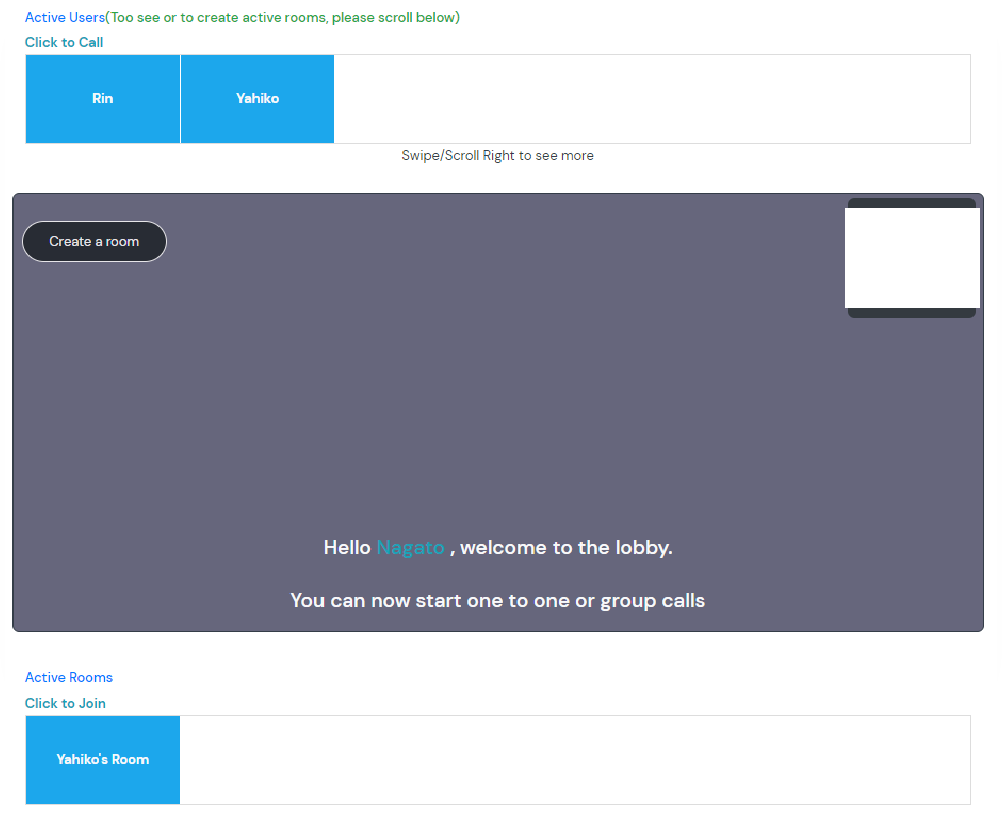 Active Users(Too see or to create active rooms, please scroll below)
Click to Call
Rin
Yahiko
Swipe/Scroll Right to see more
Create a room
Hello Nagato , welcome to the lobby.
You can now start one to one or group calls
Active Rooms
Click to Join
Yahiko's Room